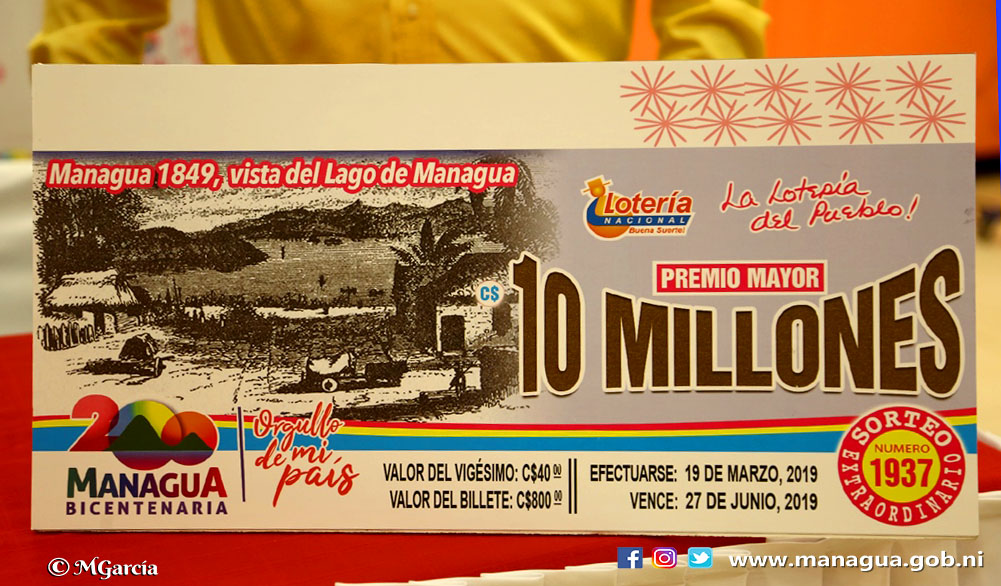 Managua 1849, vista del Lago de Managua
Lotería
NACIONAL
Buena Suerte!
La Lotería
del Pueblo!
PREMIO MAYOR
C$ 10 MILLONES
200
MANAGUA
BICENTENARIA
Orgullo
de mi
país
VALOR DEL VIGÉSIMO: C$40 00
VALOR DEL BILLETE: C$800 00
EFECTUARSE: 19 DE MARZO, 2019
VENCE: 27 DE JUNIO, 2019
SORTEO
NUMERO
1937
EXTRAORDINARIO
© MGarcía
www.managua.gob.ni